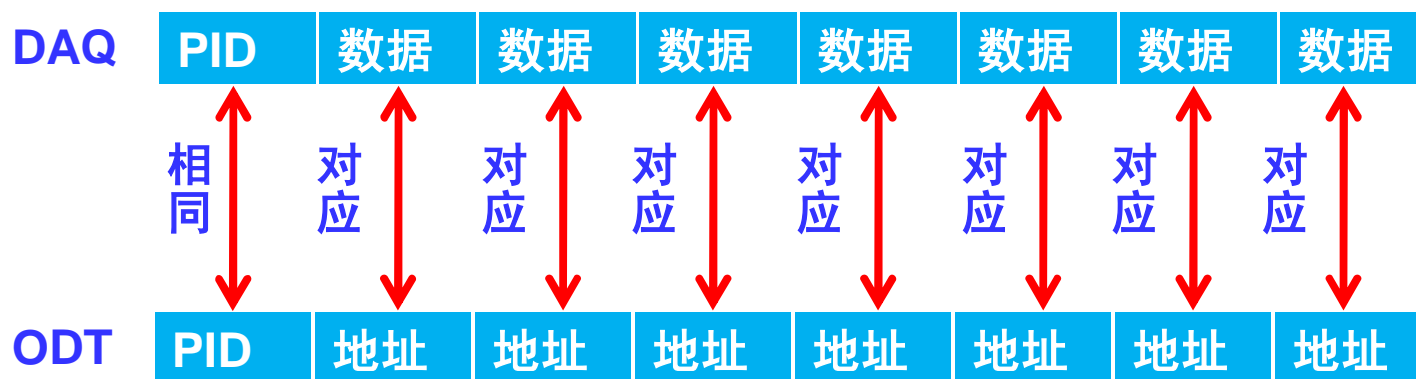 DAQ PID 数据 数据 数据 数据 数据 数据 数据
相同 对应 对应 对应 对应 对应 对应 对应
ODT PID 地址 地址 地址 地址 地址 地址 地址